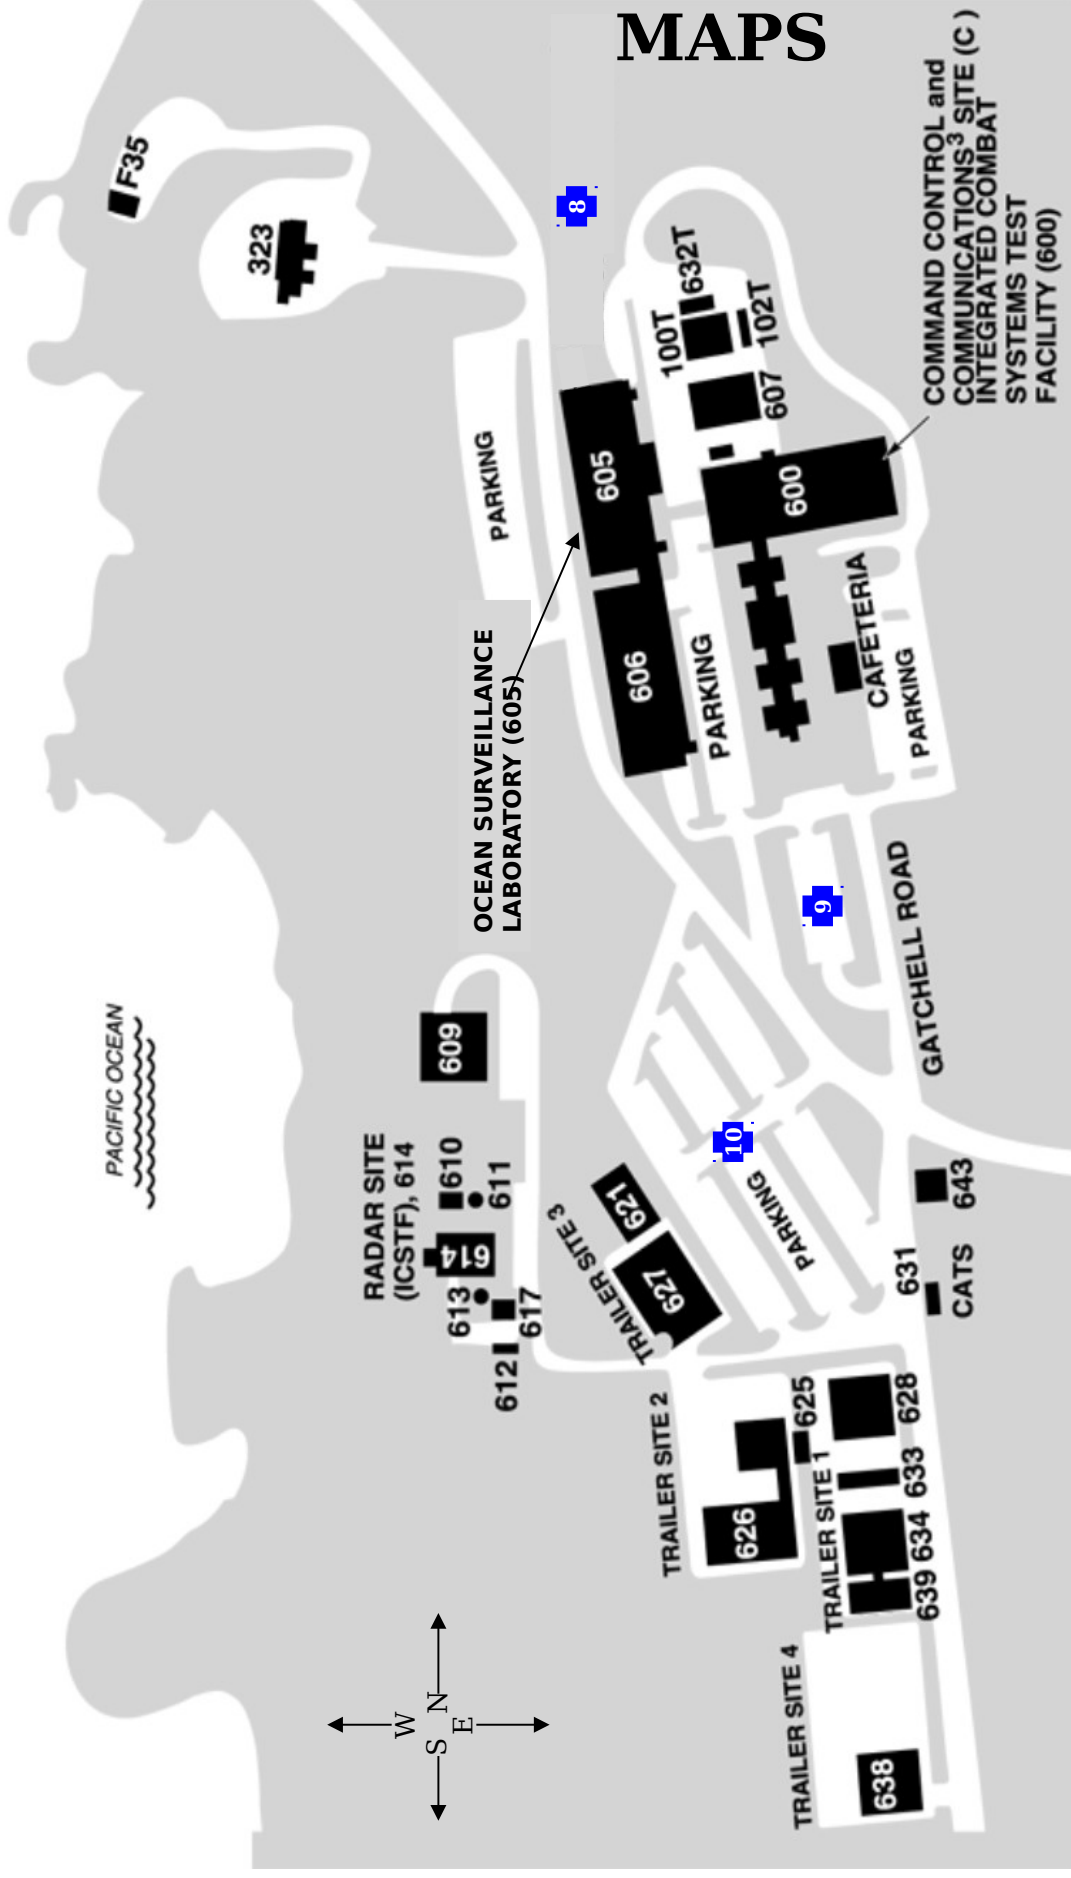 MAPS
COMMAND CONTROL and
COMMUNICATIONS³ SITE (C )
INTEGRATED COMBAT
SYSTEMS TEST
FACILITY (600)
F35
323
8
632T
100T
102T
607
605
600
PARKING
CAFETERIA
PARKING
606
PARKING
OCEAN SURVEILLANCE
LABORATORY (605)
9
GATCHELL ROAD
PACIFIC OCEAN
609
RADAR SITE
(ICSTF), 614
610
611
614
613
617
612
10
PARKING
621
TRAILER SITE 3
627
643
631
CATS
TRAILER SITE 2
625
626
TRAILER SITE 1
628
633
634
639
TRAILER SITE 4
638
N
W
E
S